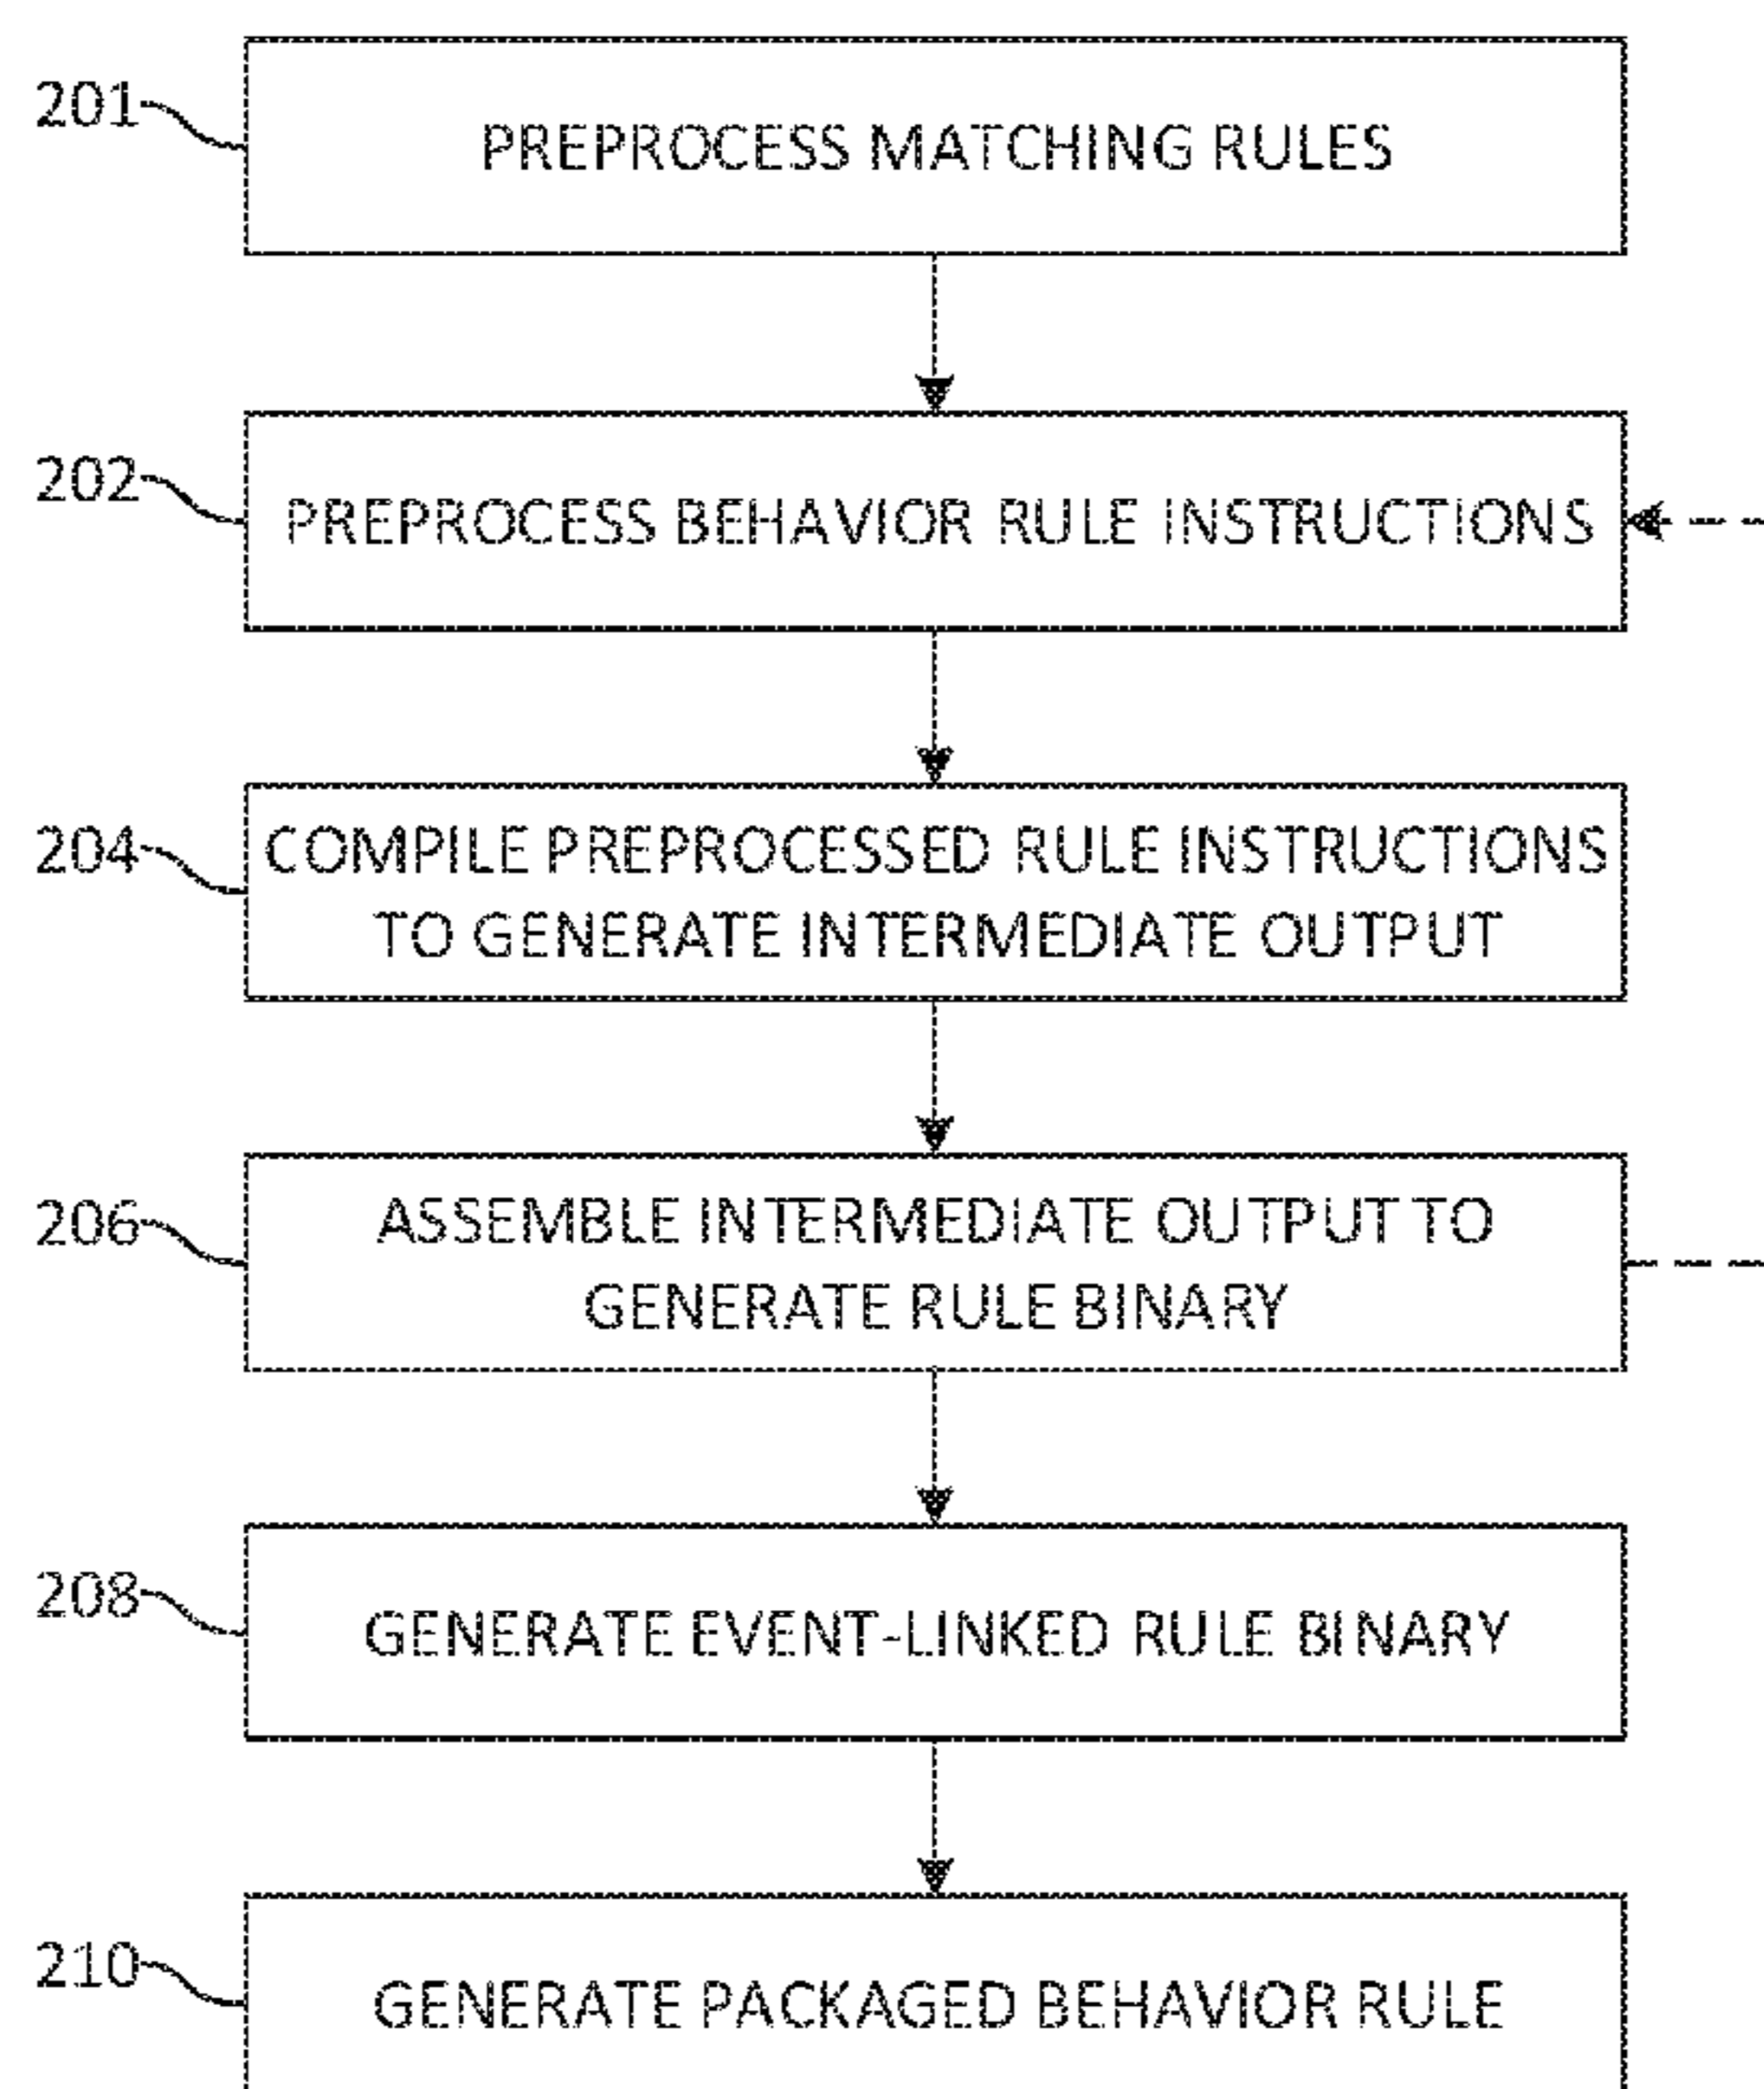 201
PREPROCESS MATCHING RULES
202
PREPROCESS BEHAVIOR RULE INSTRUCTIONS
204
COMPILE PREPROCESSED RULE INSTRUCTIONS
TO GENERATE INTERMEDIATE OUTPUT
206
ASSEMBLE INTERMEDIATE OUTPUT TO
GENERATE RULE BINARY
208
GENERATE EVENT-LINKED RULE BINARY
210
GENERATE PACKAGED BEHAVIOR RULE